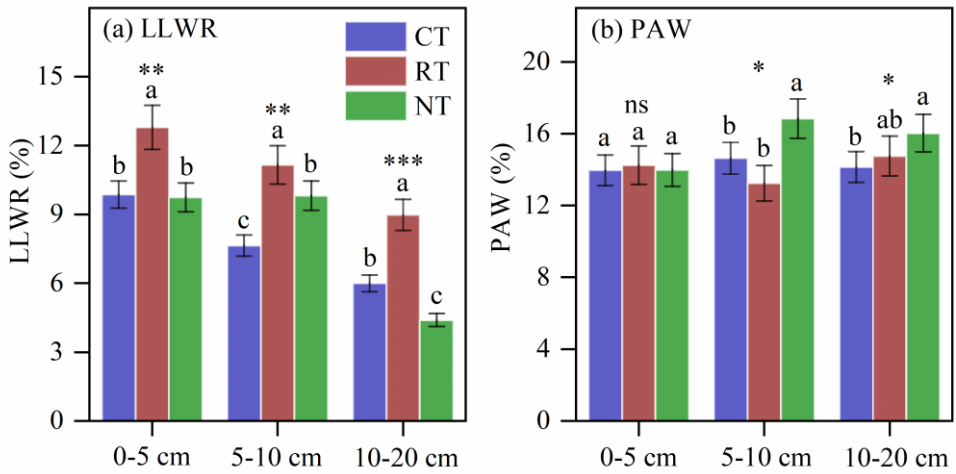 (a) LLWR
CT
RT
NT
LLWR (%)
15
12
9
6
3
0
**
a
b
b
**
a
c
b
***
a
b
c
0-5 cm
5-10 cm
10-20 cm
(b) PAW
PAW (%)
20
16
12
8
4
0
ns
a
a
a
*
b
b
a
*
b
ab
a
0-5 cm
5-10 cm
10-20 cm